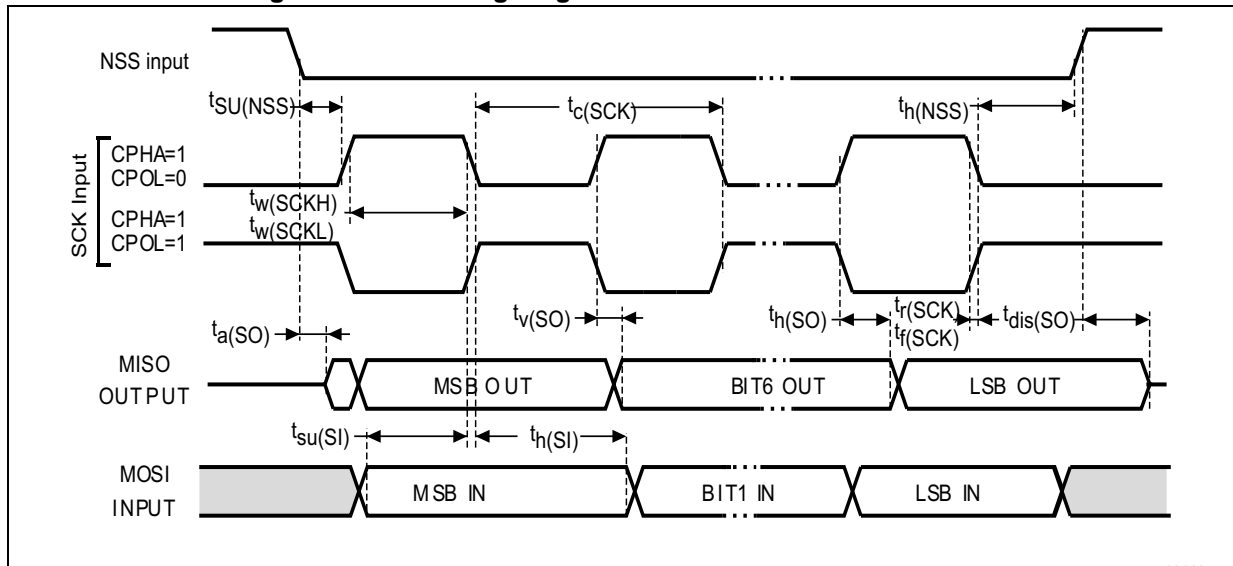 NSS input
tSU(NSS)
tc(SCK)
th(NSS)
SCK Input
CPHA=1
CPOL=0
tw(SCKH)
CPHA=1
CPOL=1
tw(SCKL)
ta(SO)
tv(SO)
th(SO)
tr(SCK)
tf(SCK)
tdis(SO)
MISO
OUTPUT
MSB OUT
BIT6 OUT
LSB OUT
tsu(SI)
th(SI)
MOSI
INPUT
MSB IN
BIT1 IN
LSB IN